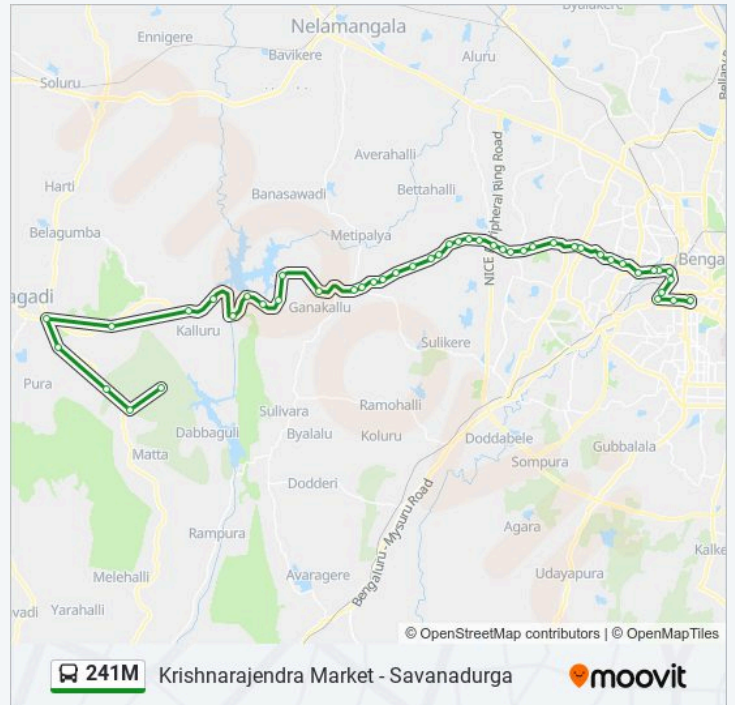 Nelamangala
Ennigere
Bavikere
Aluru
Soluru
Averahalli
Harti
Banasawadi
Bettahalli
NICE Peripheral Ring Road
Belagumba
Metipalya
Benga
agadi
Kalluru
Ganakallu
Sulikere
Pura
Sulivara
Ramohalli
Dabbaguli
Byalalu
Koluru
Doddabele
Gubbalala
Matta
Sompura
Dodderi
Bengaluru - Mysuru Road
Rampura
Agara
Kalke
Melehalli
Avaragere
Udayapura
vadi
Yarahalli
© OpenStreetMap contributors | © OpenMapTiles
241M Krishnarajendra Market - Savanadurga
moovit